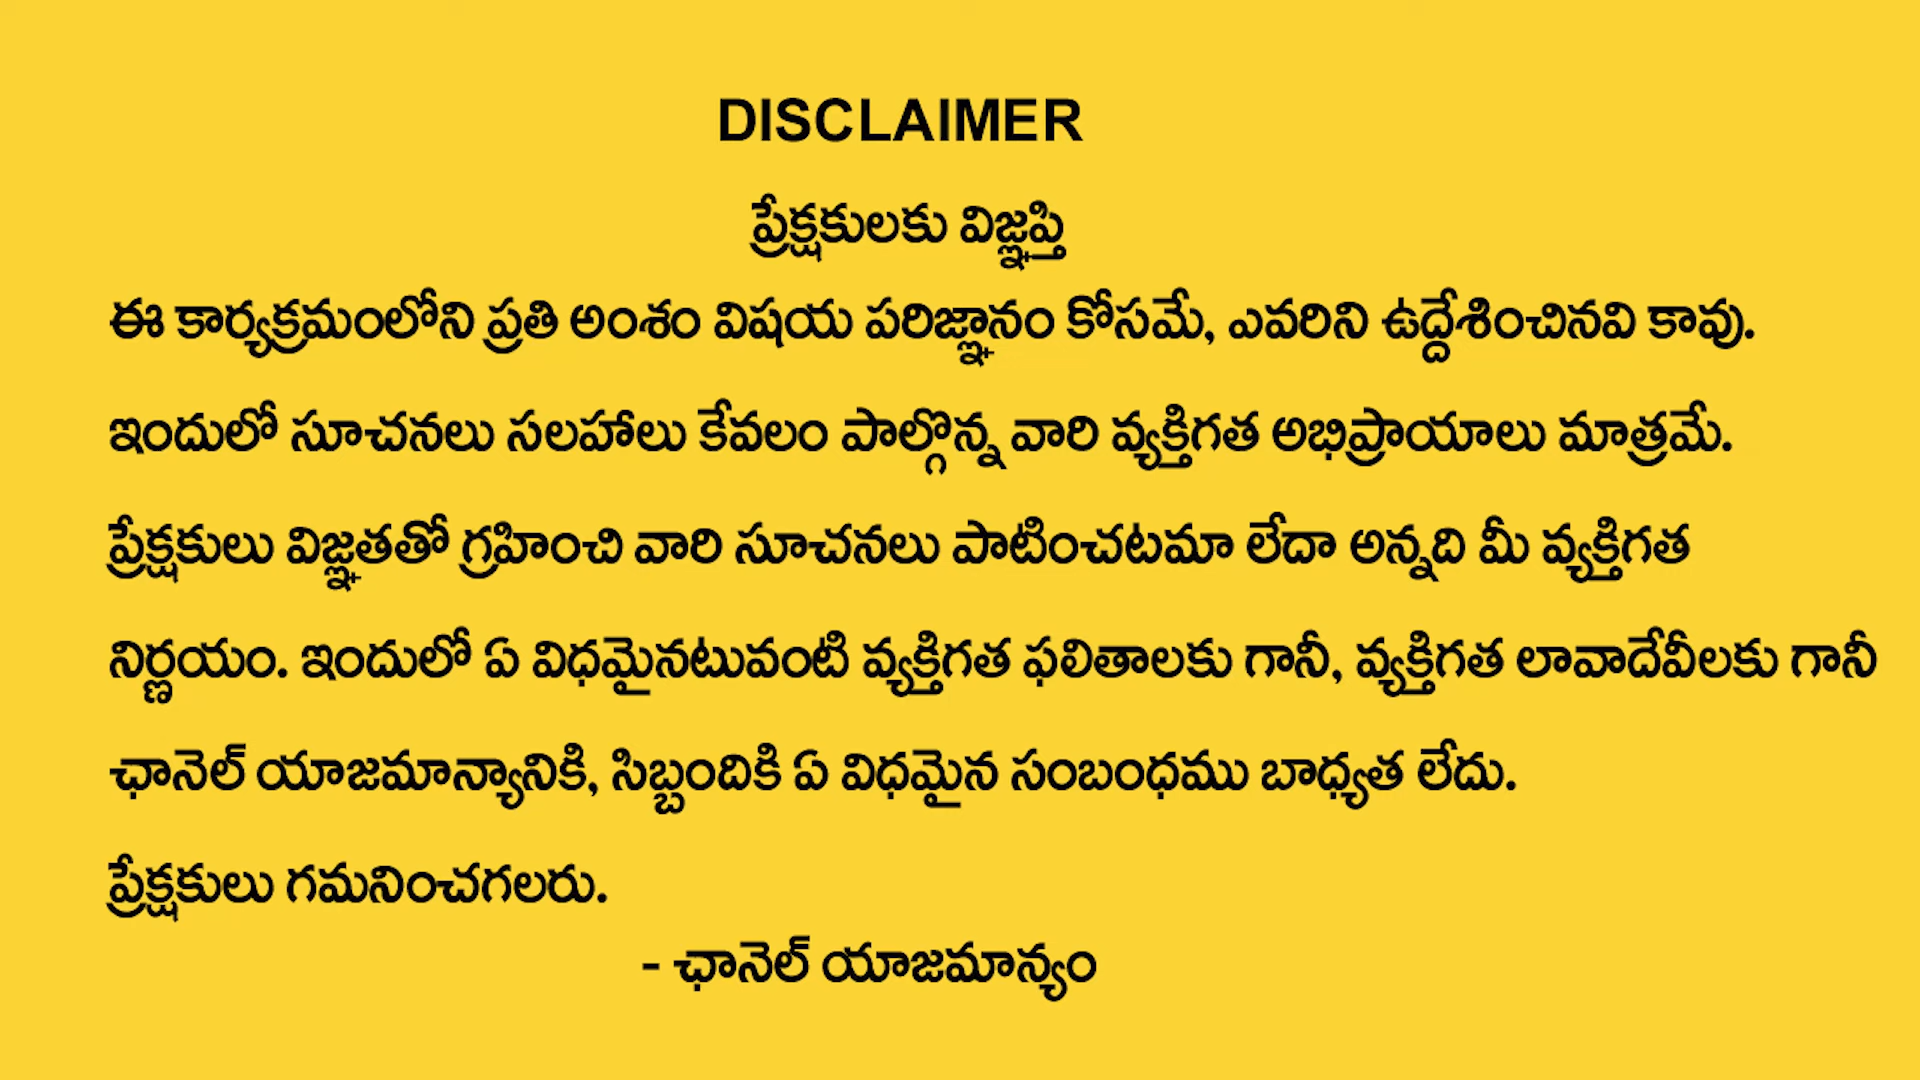 DISCLAIMER
ప్రేక్షకులకు విజ్ఞప్తి
ఈ కార్యక్రమంలోని ప్రతి అంశం విషయ పరిజ్ఞానం కోసమే, ఎవరిని ఉద్దేశించినవి కావు.
ఇందులో సూచనలు సలహాలు కేవలం పాల్గొన్న వారి వ్యక్తిగత అభిప్రాయాలు మాత్రమే.
ప్రేక్షకులు విజ్ఞతతో గ్రహించి వారి సూచనలు పాటించటమా లేదా అన్నది మీ వ్యక్తిగత
నిర్ణయం. ఇందులో ఏ విధమైనటువంటి వ్యక్తిగత ఫలితాలకు గానీ, వ్యక్తిగత లావాదేవీలకు గానీ
ఛానెల్ యాజమాన్యానికి, సిబ్బందికి ఏ విధమైన సంబంధము బాధ్యత లేదు.
ప్రేక్షకులు గమనించగలరు.
- ఛానెల్ యాజమాన్యం